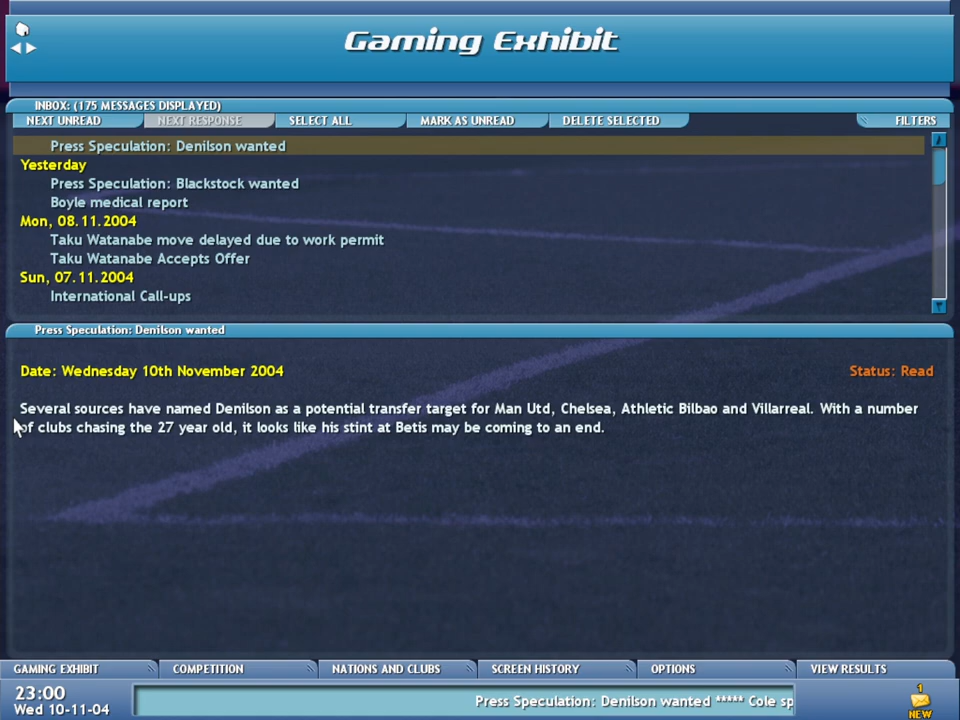 Gaming Exhibit
INBOX: (175 MESSAGES DISPLAYED)
NEXT UNREAD NEXT RESPONSE SELECT ALL MARK AS UNREAD DELETE SELECTED FILTERS
Press Speculation: Denilson wanted
Yesterday
Press Speculation: Blackstock wanted
Boyle medical report
Mon, 08.11.2004
Taku Watanabe move delayed due to work permit
Taku Watanabe Accepts Offer
Sun, 07.11.2004
International Call-ups
Press Speculation: Denilson wanted
Date: Wednesday 10th November 2004 Status: Read
Several sources have named Denilson as a potential transfer target for Man Utd, Chelsea, Athletic Bilbao and Villarreal. With a number
of clubs chasing the 27 year old, it looks like his stint at Betis may be coming to an end.
GAMING EXHIBIT COMPETITION NATIONS AND CLUBS SCREEN HISTORY OPTIONS VIEW RESULTS
23:00
Wed 10-11-04
Press Speculation: Denilson wanted ***** Cole sp
1
NEW